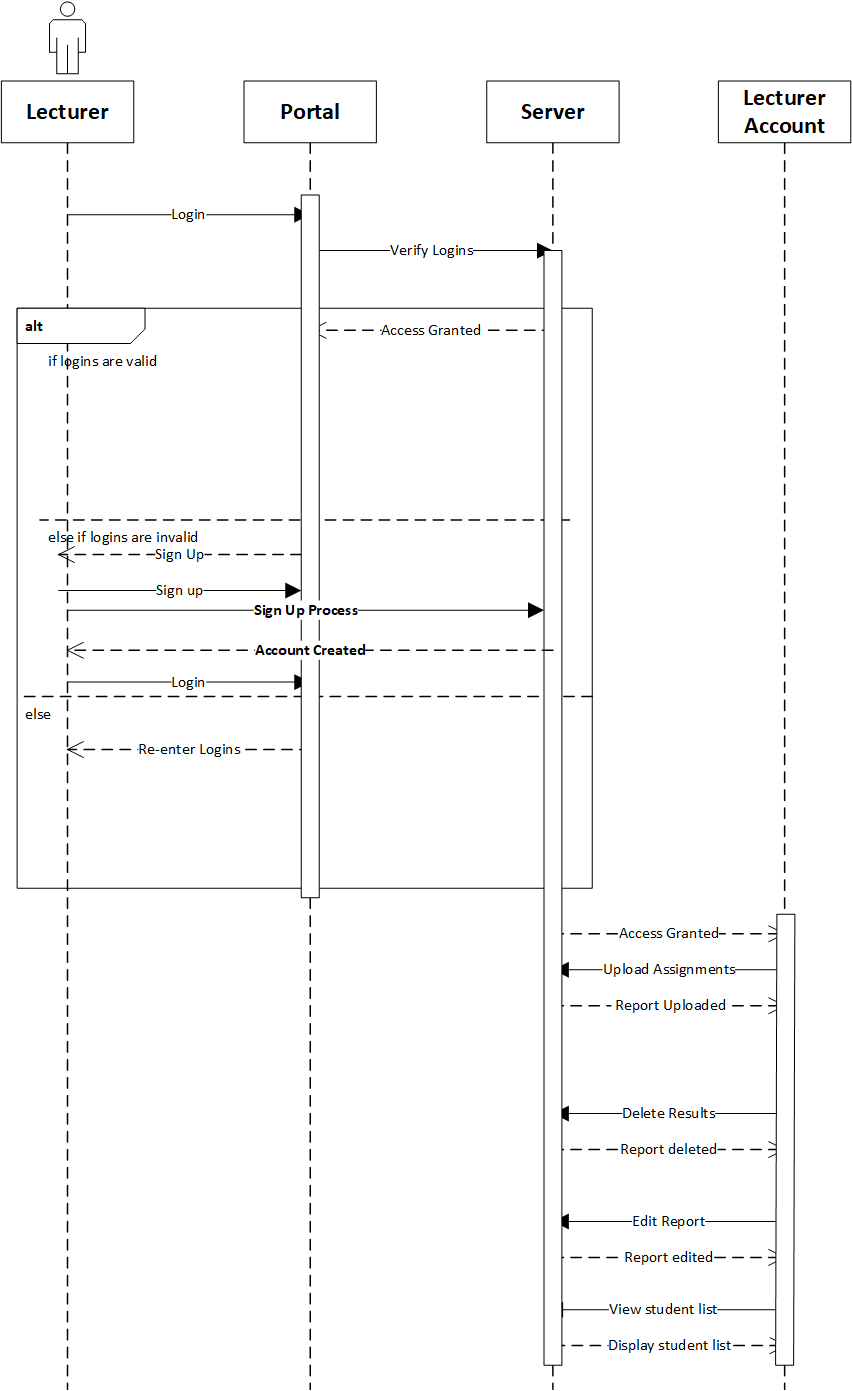 Lecturer
Portal
Server
Lecturer
Account
Login
Verify Logins
alt
Access Granted
if logins are valid
else if logins are invalid
Sign Up
Sign up
Sign Up Process
Account Created
Login
else
Re-enter Logins
Access Granted
Upload Assignments
Report Uploaded
Delete Results
Report deleted
Edit Report
Report edited
View student list
Display student list